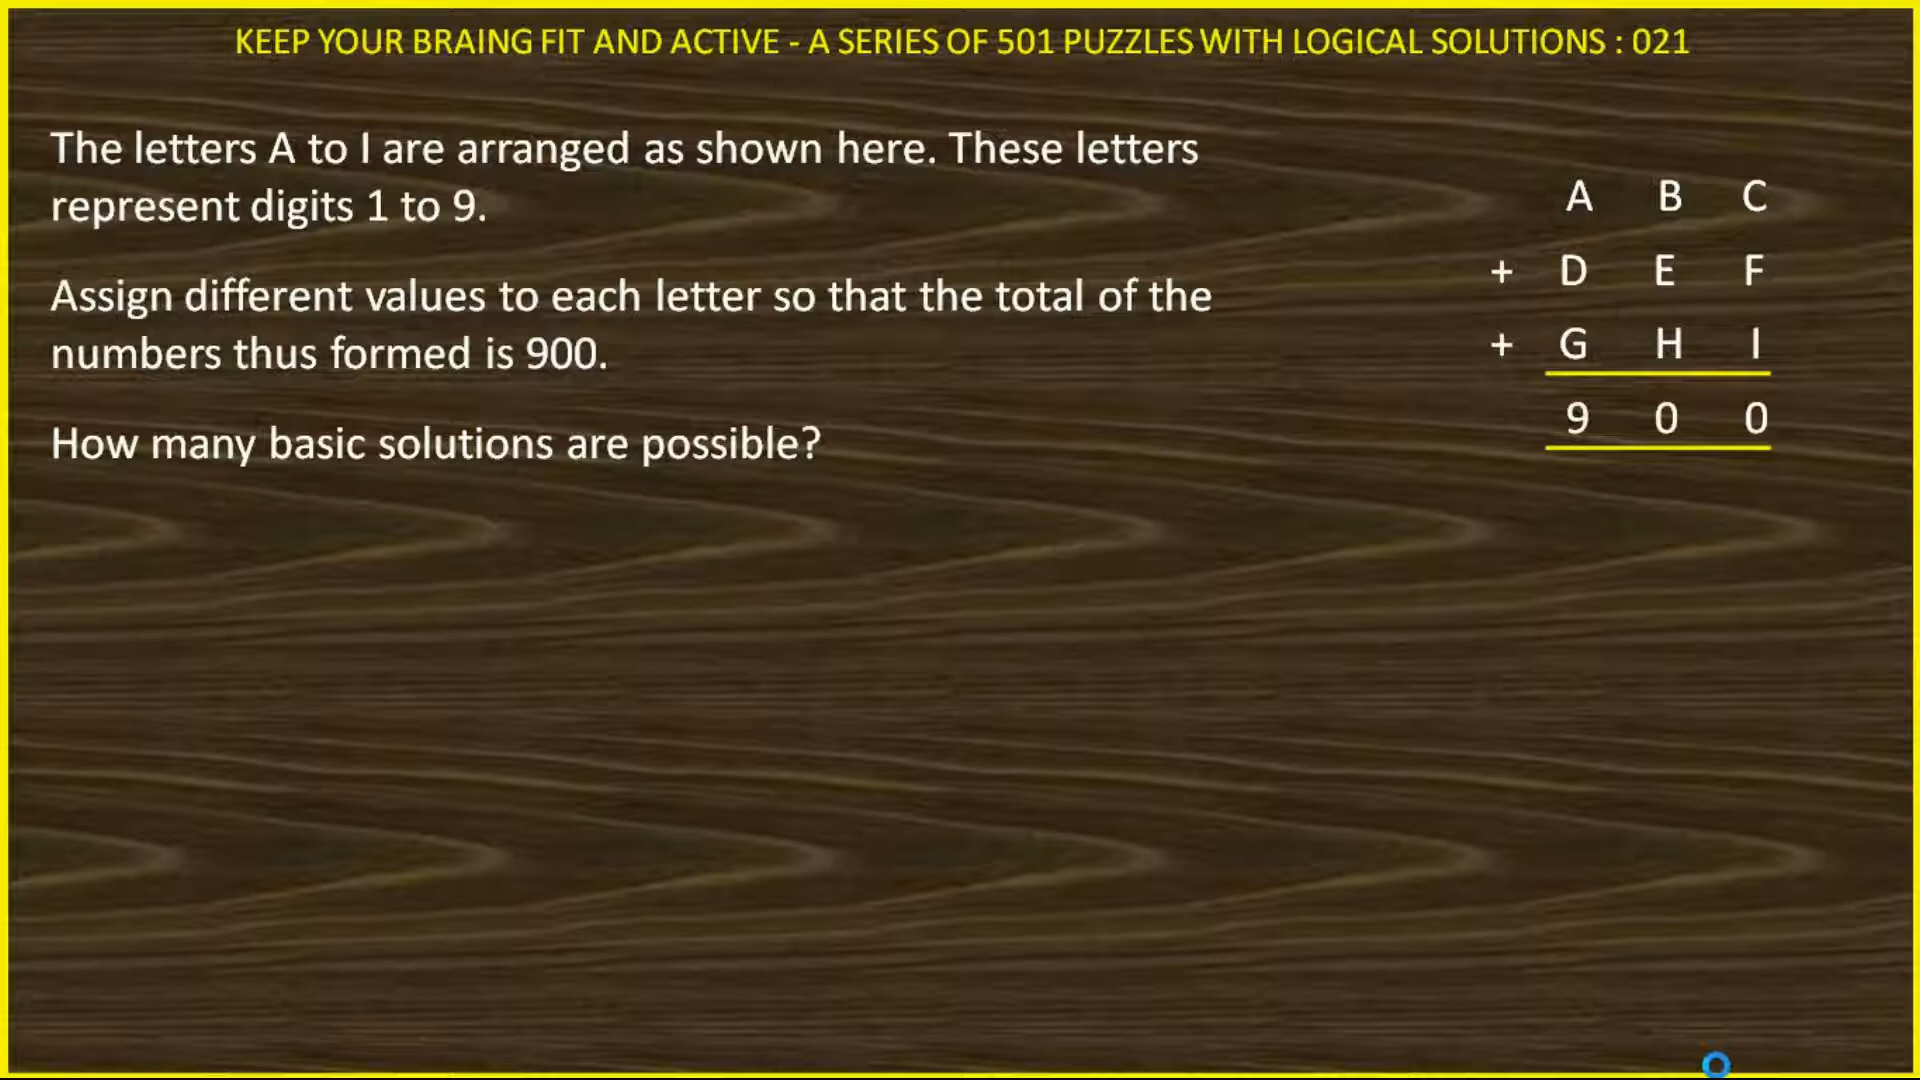 KEEP YOUR BRAING FIT AND ACTIVE - A SERIES OF 501 PUZZLES WITH LOGICAL SOLUTIONS : 021
The letters A to I are arranged as shown here. These letters
represent digits 1 to 9.
Assign different values to each letter so that the total of the
numbers thus formed is 900.
How many basic solutions are possible?
A B C
+ D E F
+ G H I
9 0 0